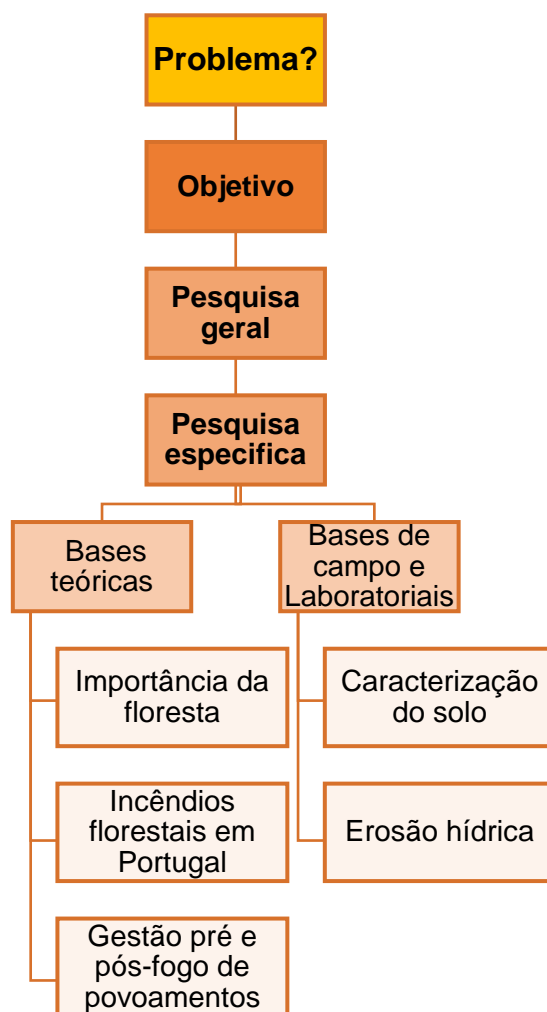 Problema?
Objetivo
Pesquisa
geral
Pesquisa
especifica
Bases
teóricas
Importância da
floresta
Incêndios
florestais em
Portugal
Gestão pré e
pós-fogo de
povoamentos
Bases de
campo e
Laboratoriais
Caracterização
do solo
Erosão hídrica